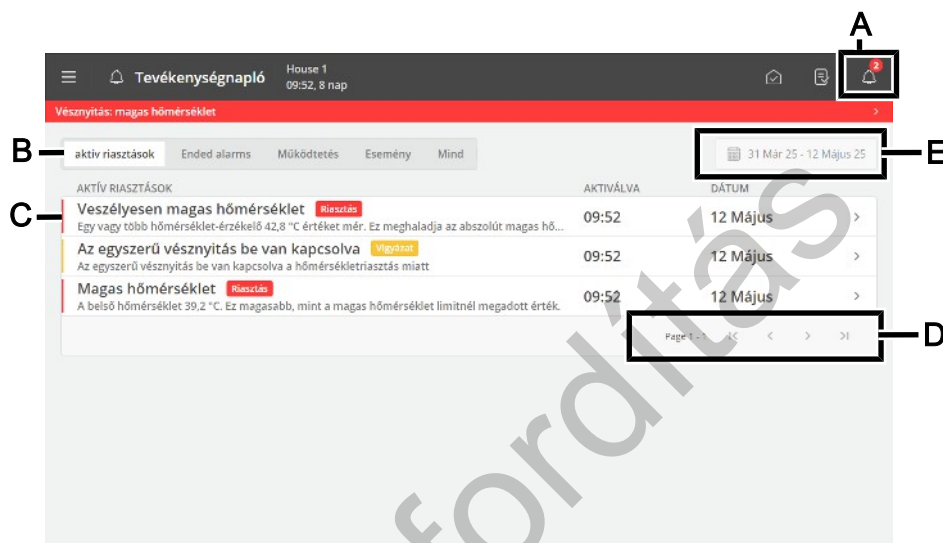 A
Tevékenységnapló
House 1
09:52, 8 nap
2
Vésznyitás: magas hőmérséklet
B
aktív riasztások Ended alarms Működtetés Esemény Mind
31 Már 25 - 12 Május 25
E
AKTÍV RIASZTÁSOK AKTIVÁLVA DÁTUM
C
Veszélyesen magas hőmérséklet Riasztás 09:52 12 Május
Egy vagy több hőmérséklet-érzékelő 42,8 °C értéket mér. Ez meghaladja az abszolút magas hő...
Az egyszerű vésznyitás be van kapcsolva Vigyázat 09:52 12 Május
Az egyszerű vésznyitás be van kapcsolva a hőmérsékletriasztás miatt
Magas hőmérséklet Riasztás 09:52 12 Május
A belső hőmérséklet 39,2 °C. Ez magasabb, mint a magas hőmérséklet limitnél megadott érték.
Page 1 - 1
D
fordítás